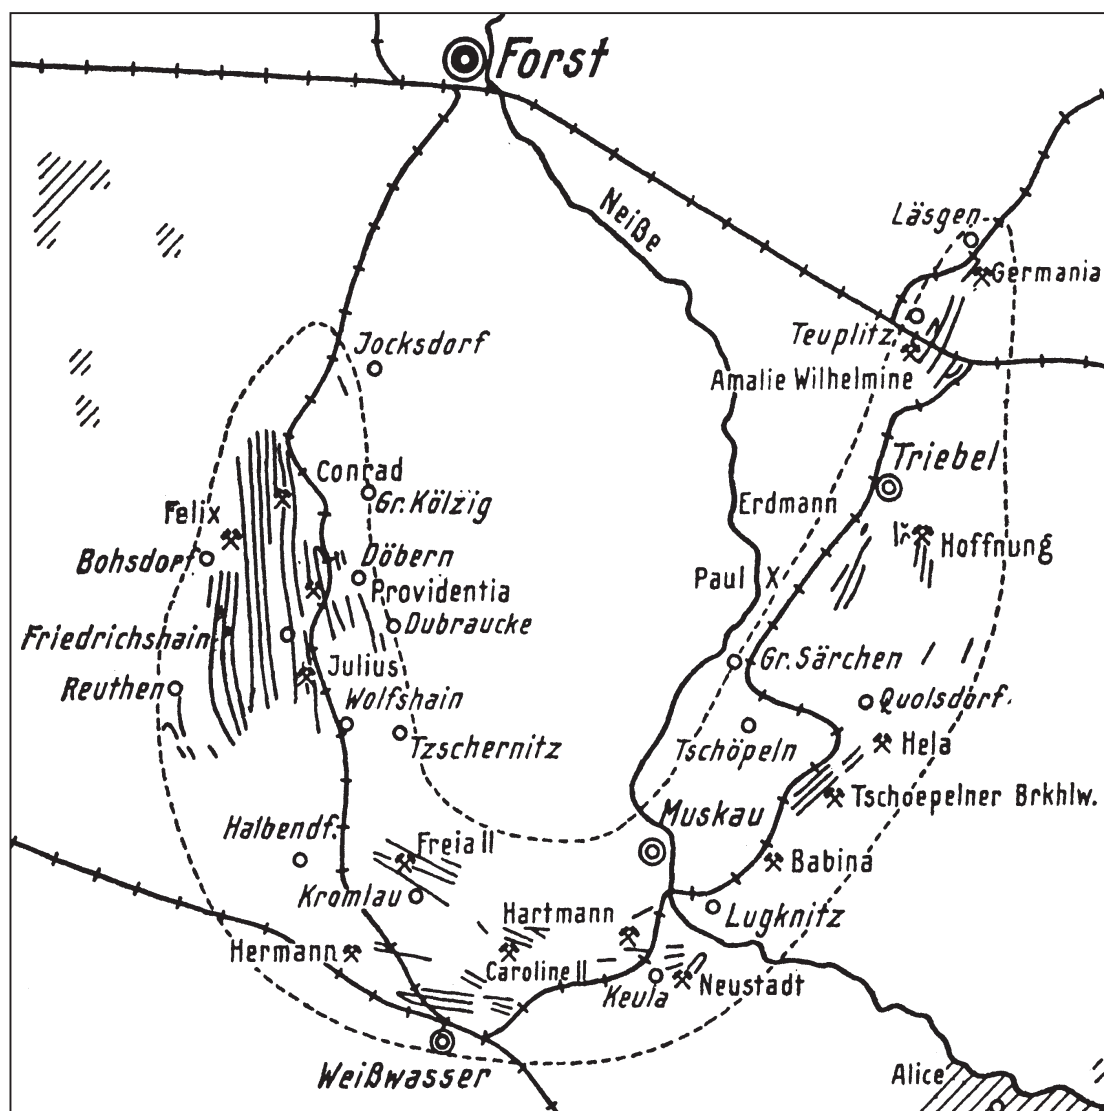 Forst
Neiße
Läsgen
Germania
Teuplitz
Jocksdorf
Amalie Wilhelmine
Triebel
Conrad
Gr. Kölzig
Erdmann
Felix
Hoffnung
Bohsdorf
Döbern
Paul X
Providentia
Friedrichshain
Dubraucke
Gr. Särchen
Julius
Reuthen
Wolfshain
Quolsdorf.
Tzschernitz
Tschöpeln
Hela
Tschoepelner Brkhlw.
Muskau
Halbendf.
Freia II
Babina
Kromlau
Hartmann
Lugknitz
Hermann
Caroline II
Keula
Neustadt
Weißwasser
Alice